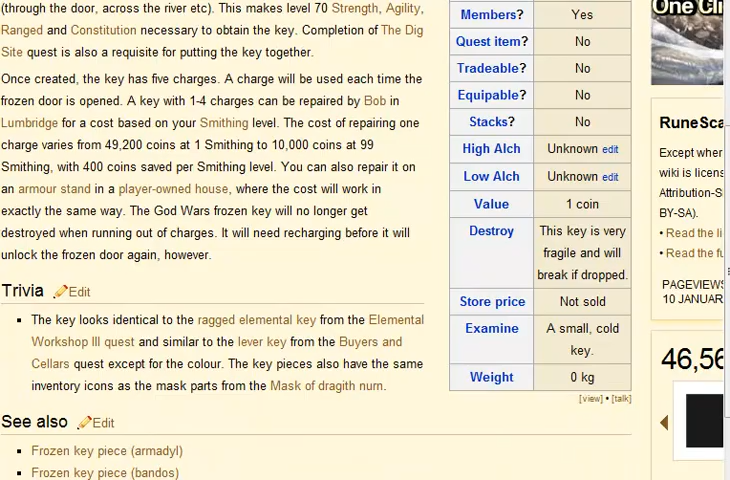 (through the door, across the river etc). This makes level 70 Strength, Agility,
Ranged and Constitution necessary to obtain the key. Completion of The Dig
Site quest is also a requisite for putting the key together.
Once created, the key has five charges. A charge will be used each time the
frozen door is opened. A key with 1-4 charges can be repaired by Bob in
Lumbridge for a cost based on your Smithing level. The cost of repairing one
charge varies from 49,200 coins at 1 Smithing to 10,000 coins at 99
Smithing, with 400 coins saved per Smithing level. You can also repair it on
an armour stand in a player-owned house, where the cost will work in
exactly the same way. The God Wars frozen key will no longer get
destroyed when running out of charges. It will need recharging before it will
unlock the frozen door again, however.
Trivia Edit
The key looks identical to the ragged elemental key from the Elemental
Workshop III quest and similar to the lever key from the Buyers and
Cellars quest except for the colour. The key pieces also have the same
inventory icons as the mask parts from the Mask of dragith nurn.
See also Edit
Frozen key piece (armadyl)
Frozen key piece (bandos)
Members? Yes
Quest item? No
Tradeable? No
Equipable? No
Stacks? No
High Alch Unknown edit
Low Alch Unknown edit
Value 1 coin
Destroy This key is very
fragile and will
break if dropped.
Store price Not sold
Examine A small, cold
key.
Weight 0 kg
[view] • [talk]
One Cli
RuneSca
Except wher
wiki is licens
Attribution-S
BY-SA).
• Read the li
• Read the fu
PAGEVIEWS
10 JANUAR
46,56